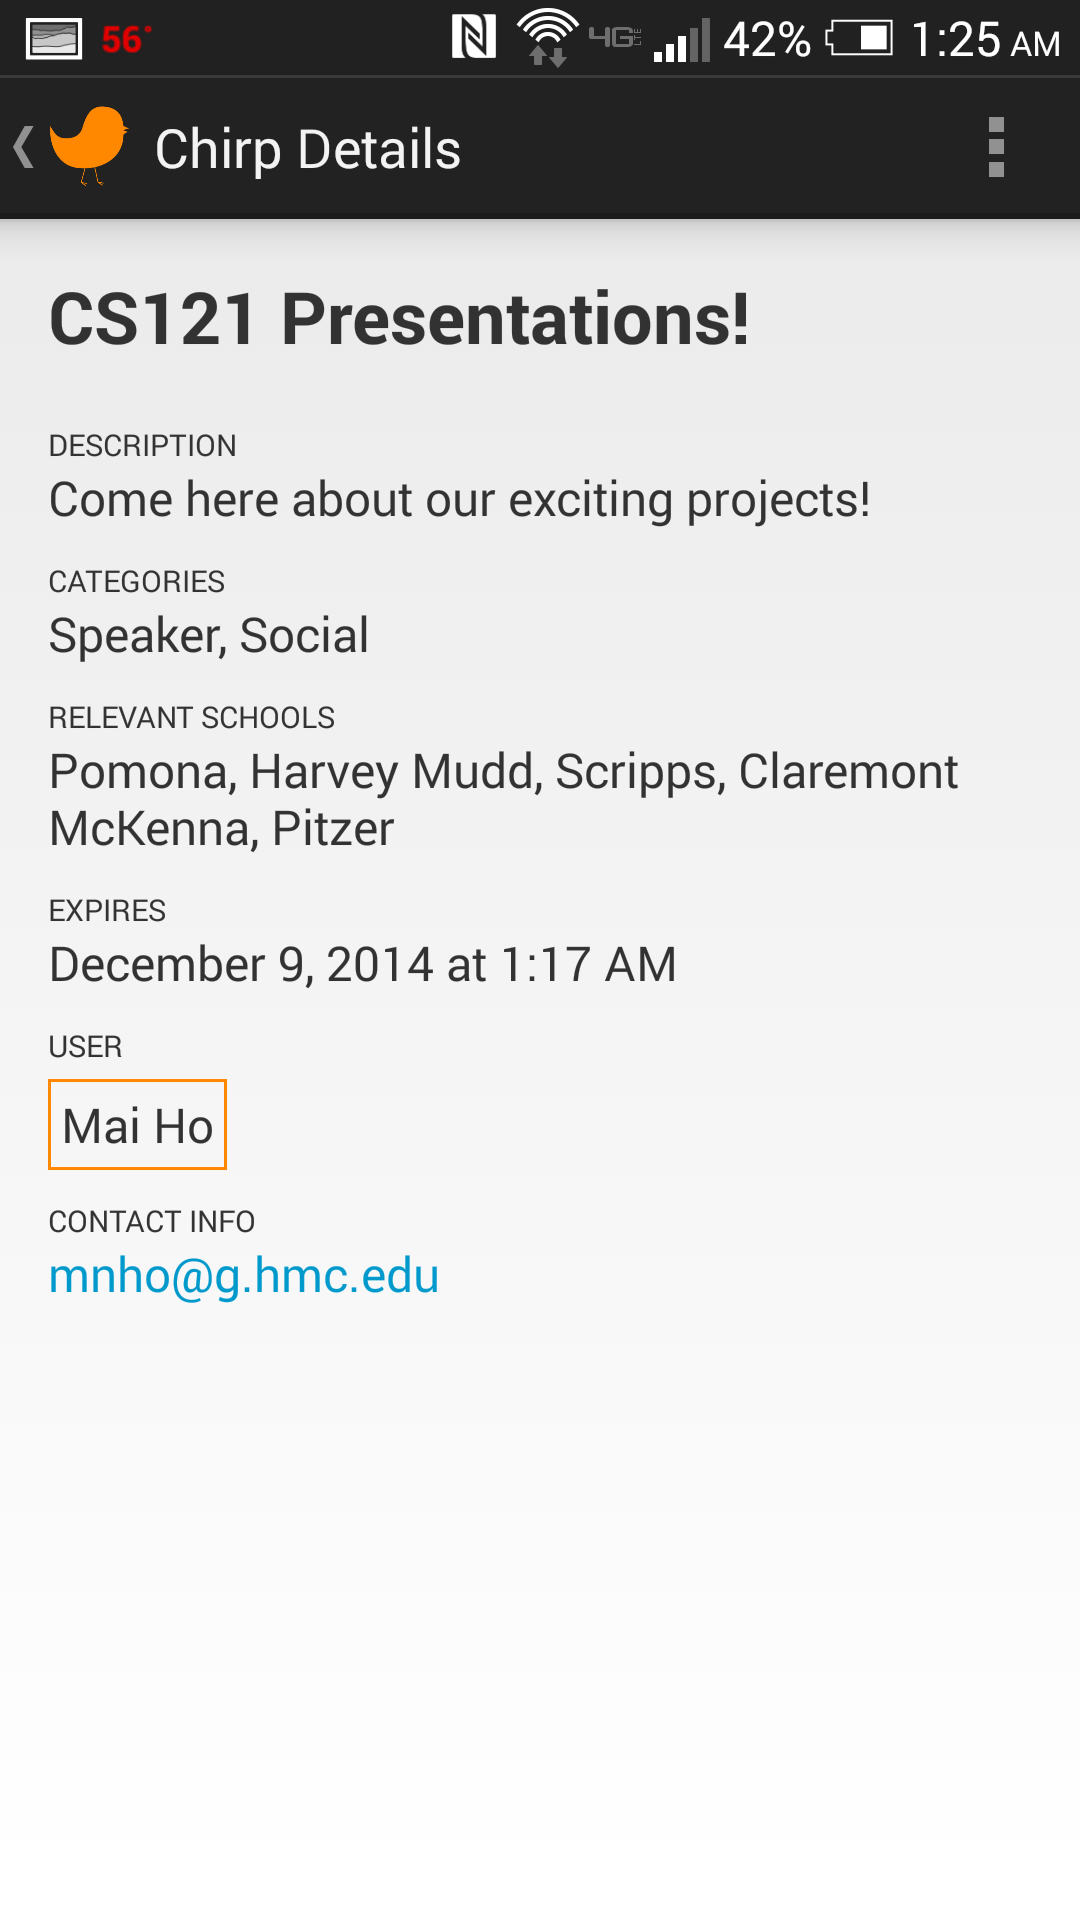 56°
4G LTE 42% 1:25 AM
Chirp Details
CS121 Presentations!
DESCRIPTION
Come here about our exciting projects!
CATEGORIES
Speaker, Social
RELEVANT SCHOOLS
Pomona, Harvey Mudd, Scripps, Claremont
McKenna, Pitzer
EXPIRES
December 9, 2014 at 1:17 AM
USER
Mai Ho
CONTACT INFO
mnho@g.hmc.edu